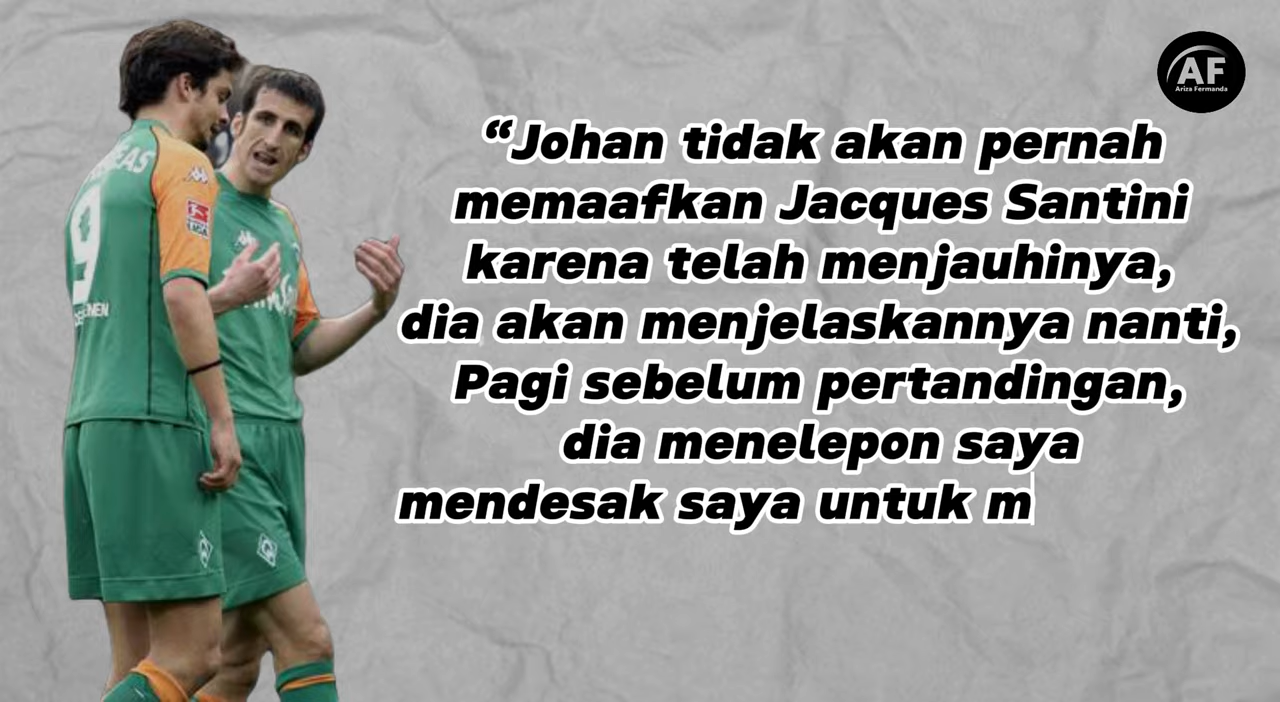 AF
Ariza Fermanda
“Johan tidak akan pernah
memaafkan Jacques Santini
karena telah menjauhinya,
dia akan menjelaskannya nanti,
Pagi sebelum pertandingan,
dia menelepon saya
mendesak saya untuk m
9